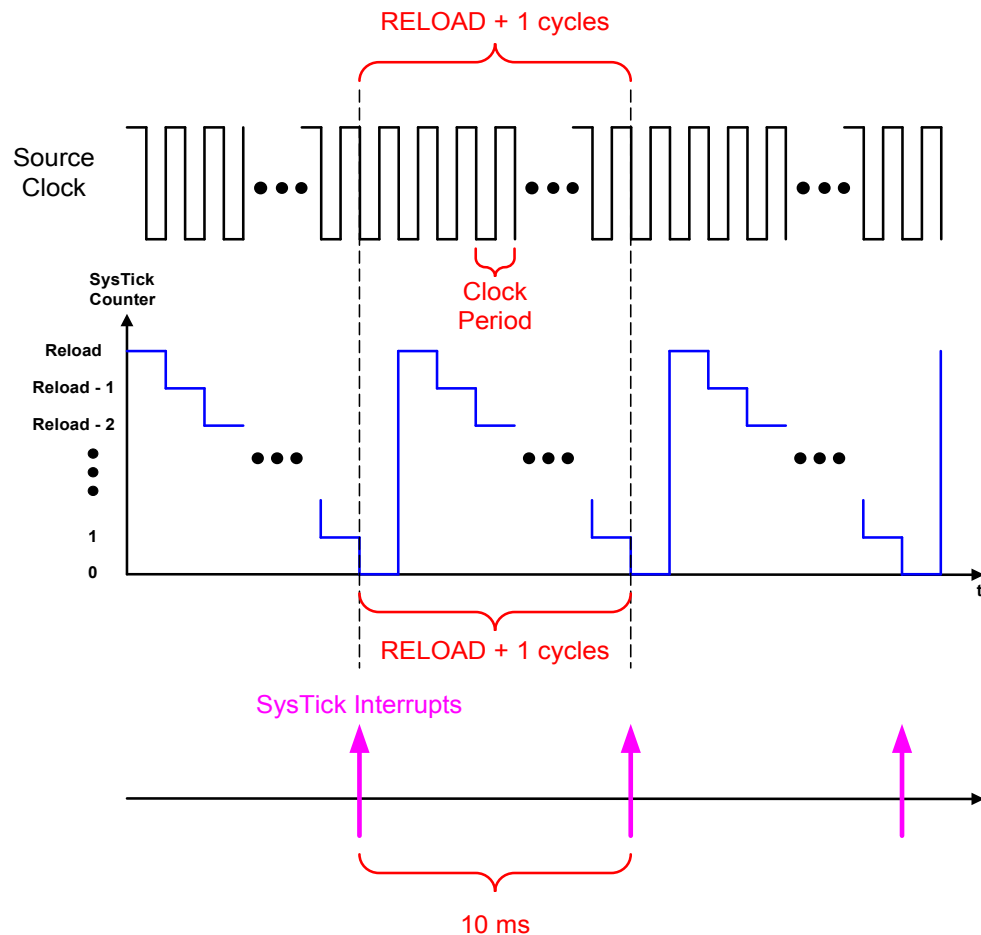 RELOAD + 1 cycles
Source
Clock
Clock
Period
SysTick
Counter
Reload
Reload - 1
Reload - 2
1
0
t
RELOAD + 1 cycles
SysTick Interrupts
10 ms